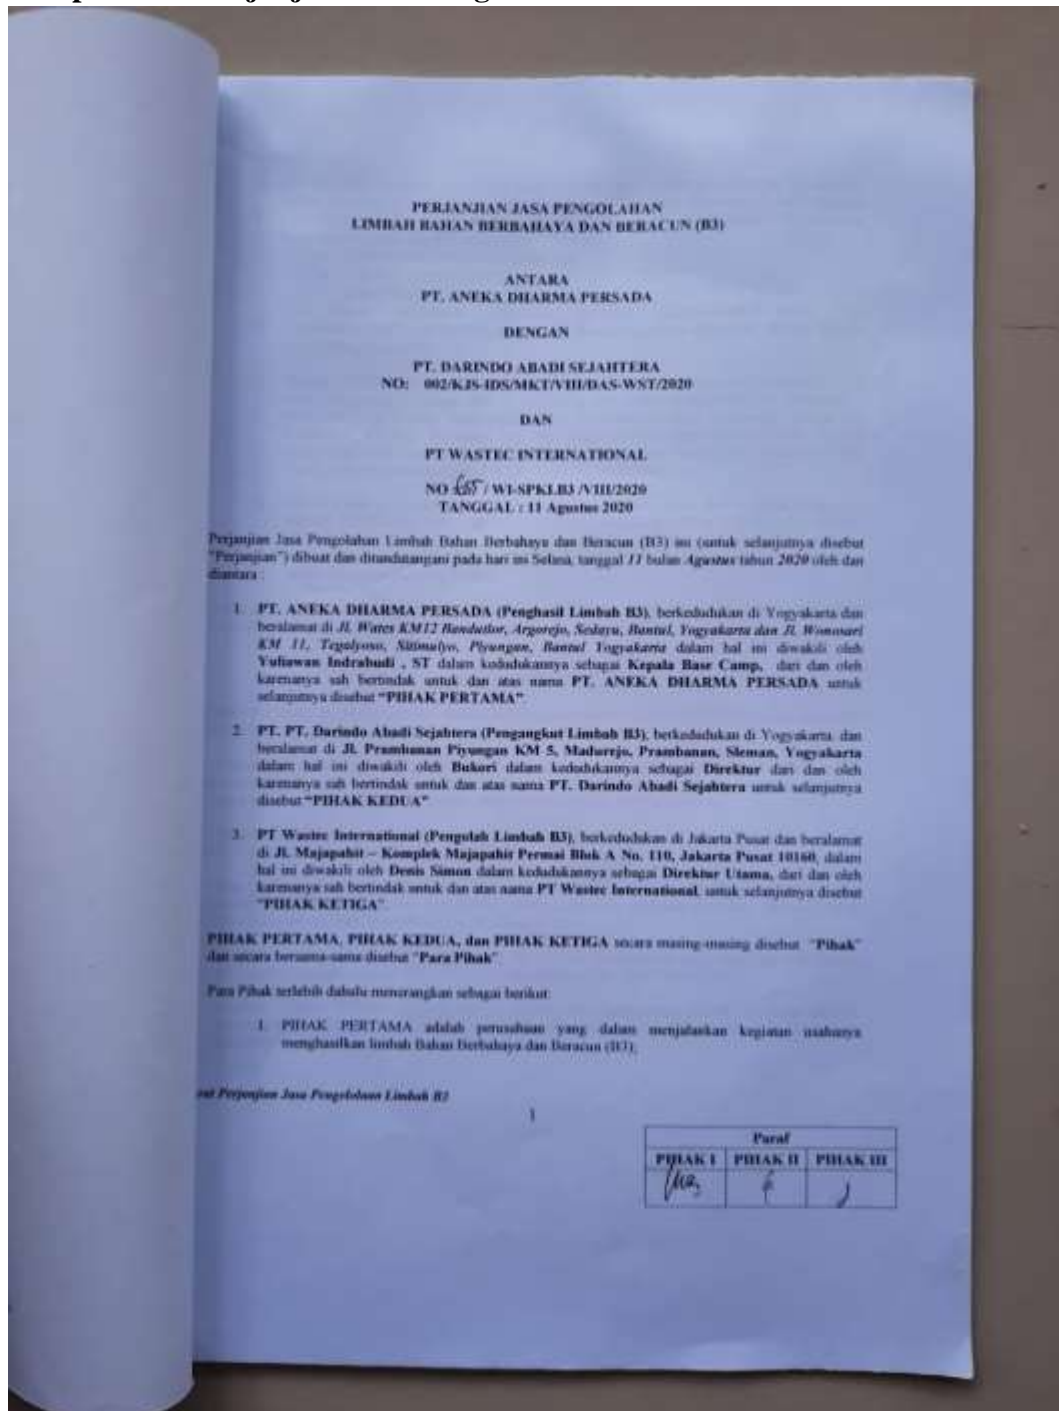 PERJANJIAN JASA PENGOLAHAN
LIMBAH BAHAN BERBAHAYA DAN BERACUN (B3)
ANTARA
PT. ANEKA DHARMA PERSADA
DENGAN
PT. DARINDO ABADI SEJAHTERA
NO: 002/KJS-IDS/MKT/VIII/DAS-WST/2020
DAN
PT WASTEC INTERNATIONAL
NO / WI-SPKLB3 /VIII/2020
TANGGAL : 11 Agustus 2020
Perjanjian Jasa Pengolahan Limbah Bahan Berbahaya dan Beracun (B3) ini (untuk selanjutnya disebut
"Perjanjian") dibuat dan ditandatangani pada hari ini Selasa, tanggal 11 bulan Agustus tahun 2020 oleh dan
diantara :
1. PT. ANEKA DHARMA PERSADA (Penghasil Limbah B3), berkedudukan di Yogyakarta dan
beralamat di Jl. Wates KM12 Bandutlor, Argorejo, Sedayu, Bantul, Yogyakarta dan Jl. Wonosari
KM 11, Tegalyoso, Sitimulyo, Piyungan, Bantul Yogyakarta dalam hal ini diwakili oleh
Yuliawan Indrabudi , ST dalam kedudukannya sebagai Kepala Base Camp, dari dan oleh
karenanya sah bertindak untuk dan atas nama PT. ANEKA DHARMA PERSADA untuk
selanjutnya disebut "PIHAK PERTAMA"
2. PT. PT. Darindo Abadi Sejahtera (Pengangkut Limbah B3), berkedudukan di Yogyakarta dan
beralamat di Jl. Prambanan Piyungan KM 5, Madurejo, Prambanan, Sleman, Yogyakarta
dalam hal ini diwakili oleh Bukori dalam kedudukannya sebagai Direktur dari dan oleh
karenanya sah bertindak untuk dan atas nama PT. Darindo Abadi Sejahtera untuk selanjutnya
disebut "PIHAK KEDUA"
3. PT Wastec International (Pengolah Limbah B3), berkedudukan di Jakarta Pusat dan beralamat
di Jl. Majapahit – Komplek Majapahit Permai Blok A No. 110, Jakarta Pusat 10160, dalam
hal ini diwakili oleh Denis Simon dalam kedudukannya sebagai Direktur Utama, dari dan oleh
karenanya sah bertindak untuk dan atas nama PT Wastec International, untuk selanjutnya disebut
"PIHAK KETIGA"
PIHAK PERTAMA, PIHAK KEDUA, dan PIHAK KETIGA secara masing-masing disebut "Pihak"
dan secara bersama-sama disebut "Para Pihak"
Para Pihak terlebih dahulu menerangkan sebagai berikut:
1. PIHAK PERTAMA adalah perusahaan yang dalam menjalankan kegiatan usahanya
menghasilkan limbah Bahan Berbahaya dan Beracun (B3);
Perjanjian Jasa Pengelolaan Limbah B3
1
Paraf
PIHAK I PIHAK II PIHAK III